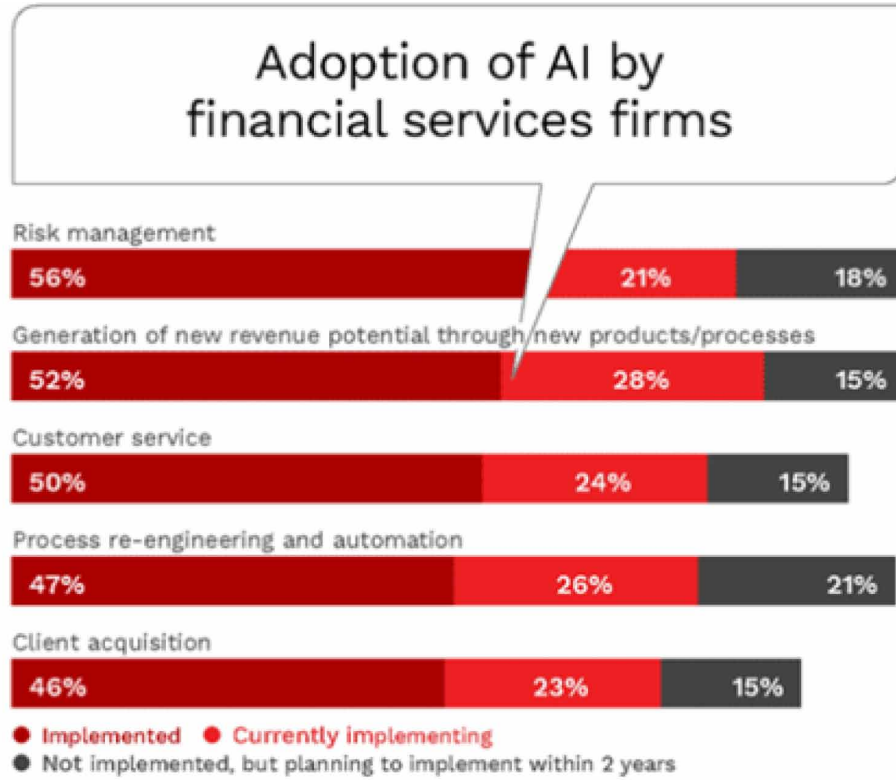 Adoption of AI by
financial services firms
Risk management
56% 21% 18%
Generation of new revenue potential through new products/processes
52% 28% 15%
Customer service
50% 24% 15%
Process re-engineering and automation
47% 26% 21%
Client acquisition
46% 23% 15%
Implemented Currently implementing
Not implemented, but planning to implement within 2 years